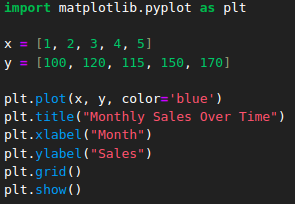 import matplotlib.pyplot as plt
x = [1, 2, 3, 4, 5]
y = [100, 120, 115, 150, 170]
plt.plot(x, y, color='blue')
plt.title("Monthly Sales Over Time")
plt.xlabel("Month")
plt.ylabel("Sales")
plt.grid()
plt.show()